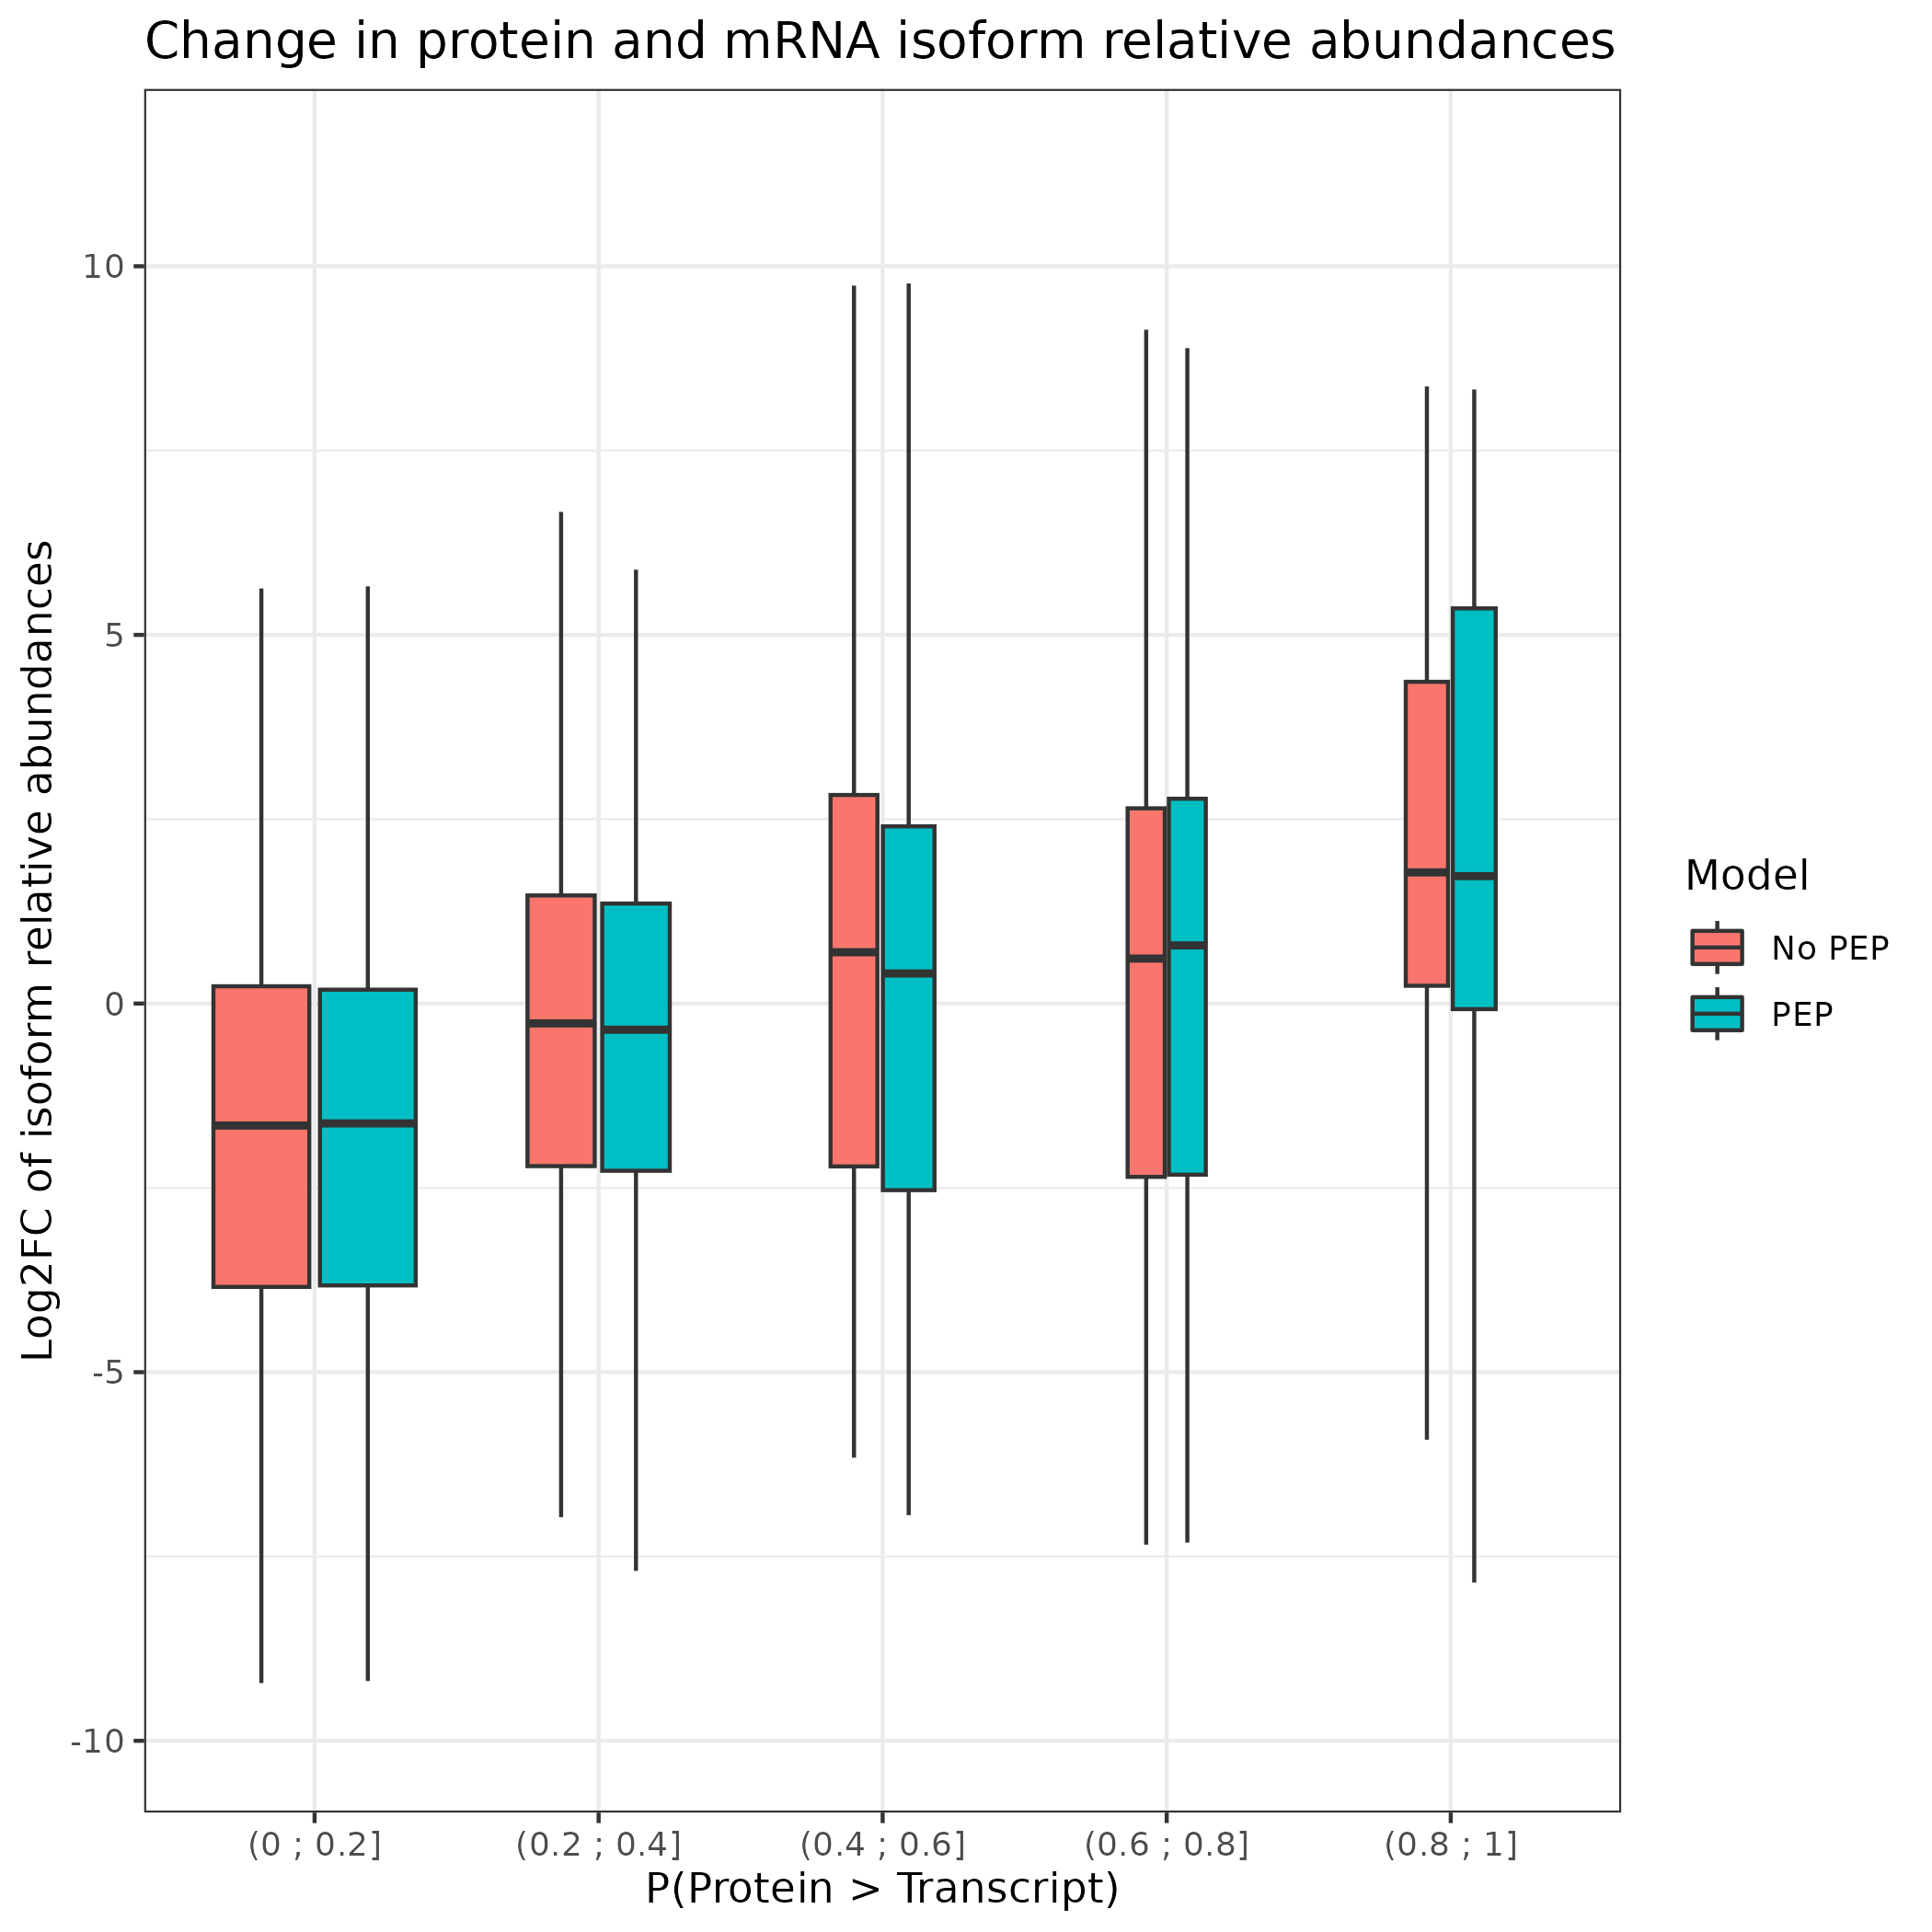 Change in protein and mRNA isoform relative abundances
Log2FC of isoform relative abundances
10
5
0
-5
-10
(0 ; 0.2]
(0.2 ; 0.4]
(0.4 ; 0.6]
(0.6 ; 0.8]
(0.8 ; 1]
P(Protein > Transcript)
Model
No PEP
PEP